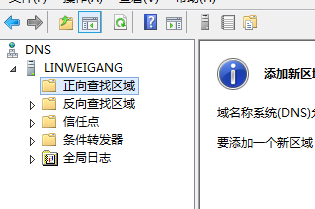 DNS
LINWEIGANG
正向查找区域
反向查找区域
信任点
条件转发器
全局日志
添加新区
域名称系统(DNS)
要添加一个新区域